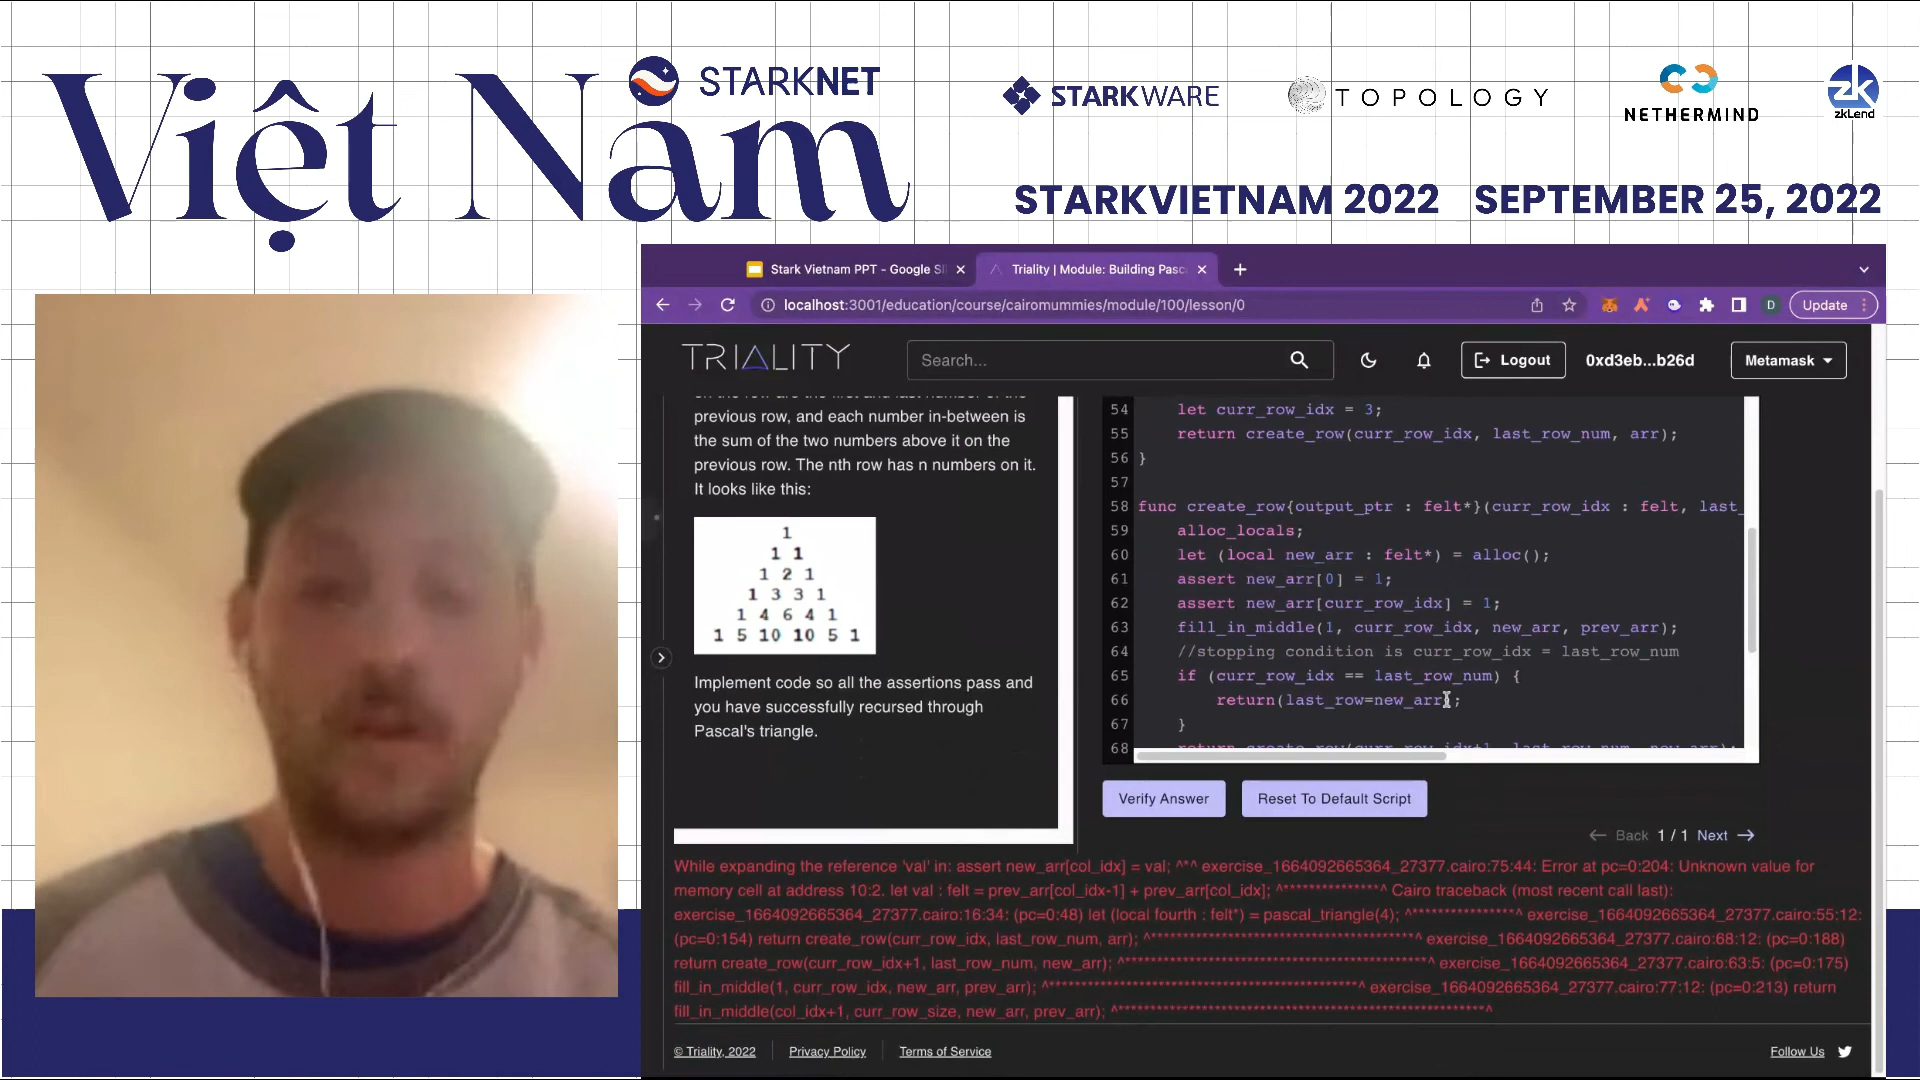 Việt Nam
STARKNET
STARKWARE
TOPOLOGY
NETHERMIND
zk
zkLend
STARKVIETNAM 2022 SEPTEMBER 25, 2022
Stark Vietnam PPT - Google Sl
Triality | Module: Building Pasc
localhost:3001/education/course/cairomummies/module/100/lesson/0
D
Update
TRIALITY
Search...
Logout
0xd3eb...b26d
Metamask
previous row, and each number in-between is
the sum of the two numbers above it on the
previous row. The nth row has n numbers on it.
It looks like this:
1
1 1
1 2 1
1 3 3 1
1 4 6 4 1
1 5 10 10 5 1
Implement code so all the assertions pass and
you have successfully recursed through
Pascal's triangle.
54 let curr_row_idx = 3;
55 return create_row(curr_row_idx, last_row_num, arr);
56 }
57
58 func create_row{output_ptr : felt*}(curr_row_idx : felt, last_
59 alloc_locals;
60 let (local new_arr : felt*) = alloc();
61 assert new_arr[0] = 1;
62 assert new_arr[curr_row_idx] = 1;
63 fill_in_middle(1, curr_row_idx, new_arr, prev_arr);
64 //stopping condition is curr_row_idx = last_row_num
65 if (curr_row_idx == last_row_num) {
66 return(last_row=new_arr);
67 }
68 return create_row(curr_row_idx+1, last_row_num, new_arr);
Verify Answer
Reset To Default Script
Back 1 / 1 Next
While expanding the reference 'val' in: assert new_arr[col_idx] = val; ^*^ exercise_1664092665364_27377.cairo:75:44: Error at pc=0:204: Unknown value for
memory cell at address 10:2. let val : felt = prev_arr[col_idx-1] + prev_arr[col_idx]; ^***************^ Cairo traceback (most recent call last):
exercise_1664092665364_27377.cairo:16:34: (pc=0:48) let (local fourth : felt*) = pascal_triangle(4); ^****************^ exercise_1664092665364_27377.cairo:55:12:
(pc=0:154) return create_row(curr_row_idx, last_row_num, arr); ^*****************************************^ exercise_1664092665364_27377.cairo:68:12: (pc=0:188)
return create_row(curr_row_idx+1, last_row_num, new_arr); ^***********************************************^ exercise_1664092665364_27377.cairo:63:5: (pc=0:175)
fill_in_middle(1, curr_row_idx, new_arr, prev_arr); ^************************************************^ exercise_1664092665364_27377.cairo:77:12: (pc=0:213) return
fill_in_middle(col_idx+1, curr_row_size, new_arr, prev_arr); ^*********************************************************^
© Triality, 2022
Privacy Policy
Terms of Service
Follow Us